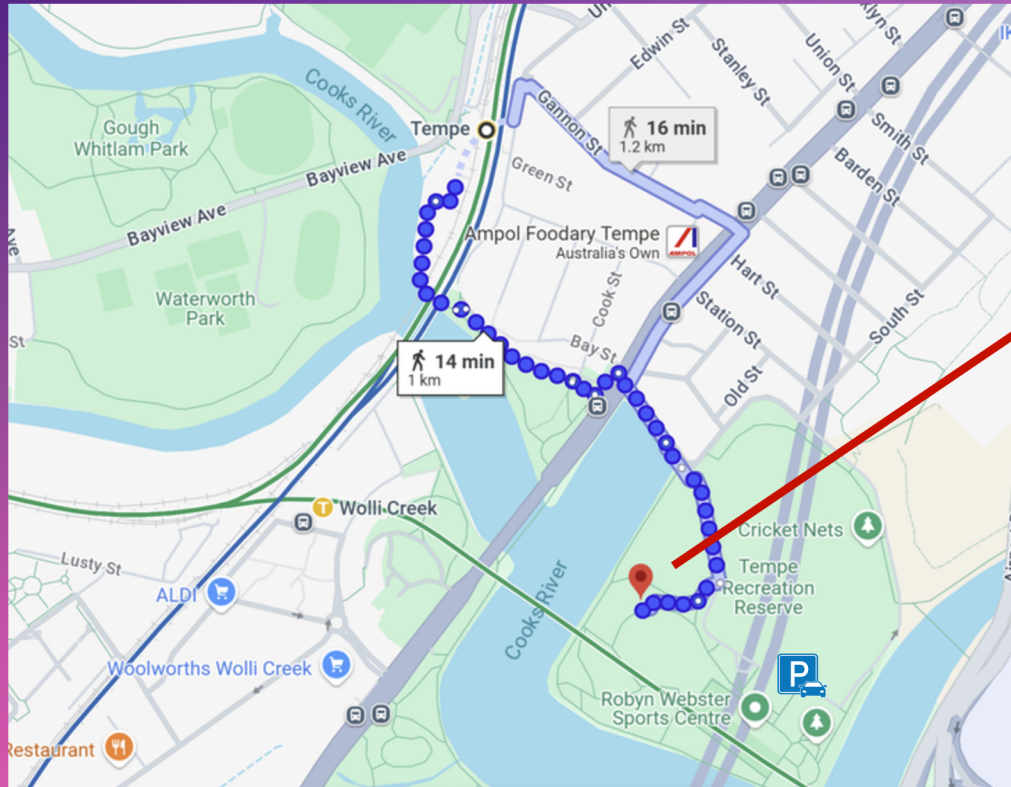 Edwin St
Stanley St
Union St
Smith St
Barden St
Cooks River
Gough
Whitlam Park
Tempe
Gannon St
16 min
1.2 km
Bayview Ave
Green St
Bayview Ave
Ampol Foodary Tempe
Australia's Own
AMPOL
Hart St
Cook St
Station St
South St
Waterworth
Park
St
Bay St
14 min
1 km
Old St
T
Wolli Creek
Cricket Nets
Lusty St
Tempe
Recreation
Reserve
ALDI
Cooks River
Woolworths Wolli Creek
P
Robyn Webster
Sports Centre
Restaurant